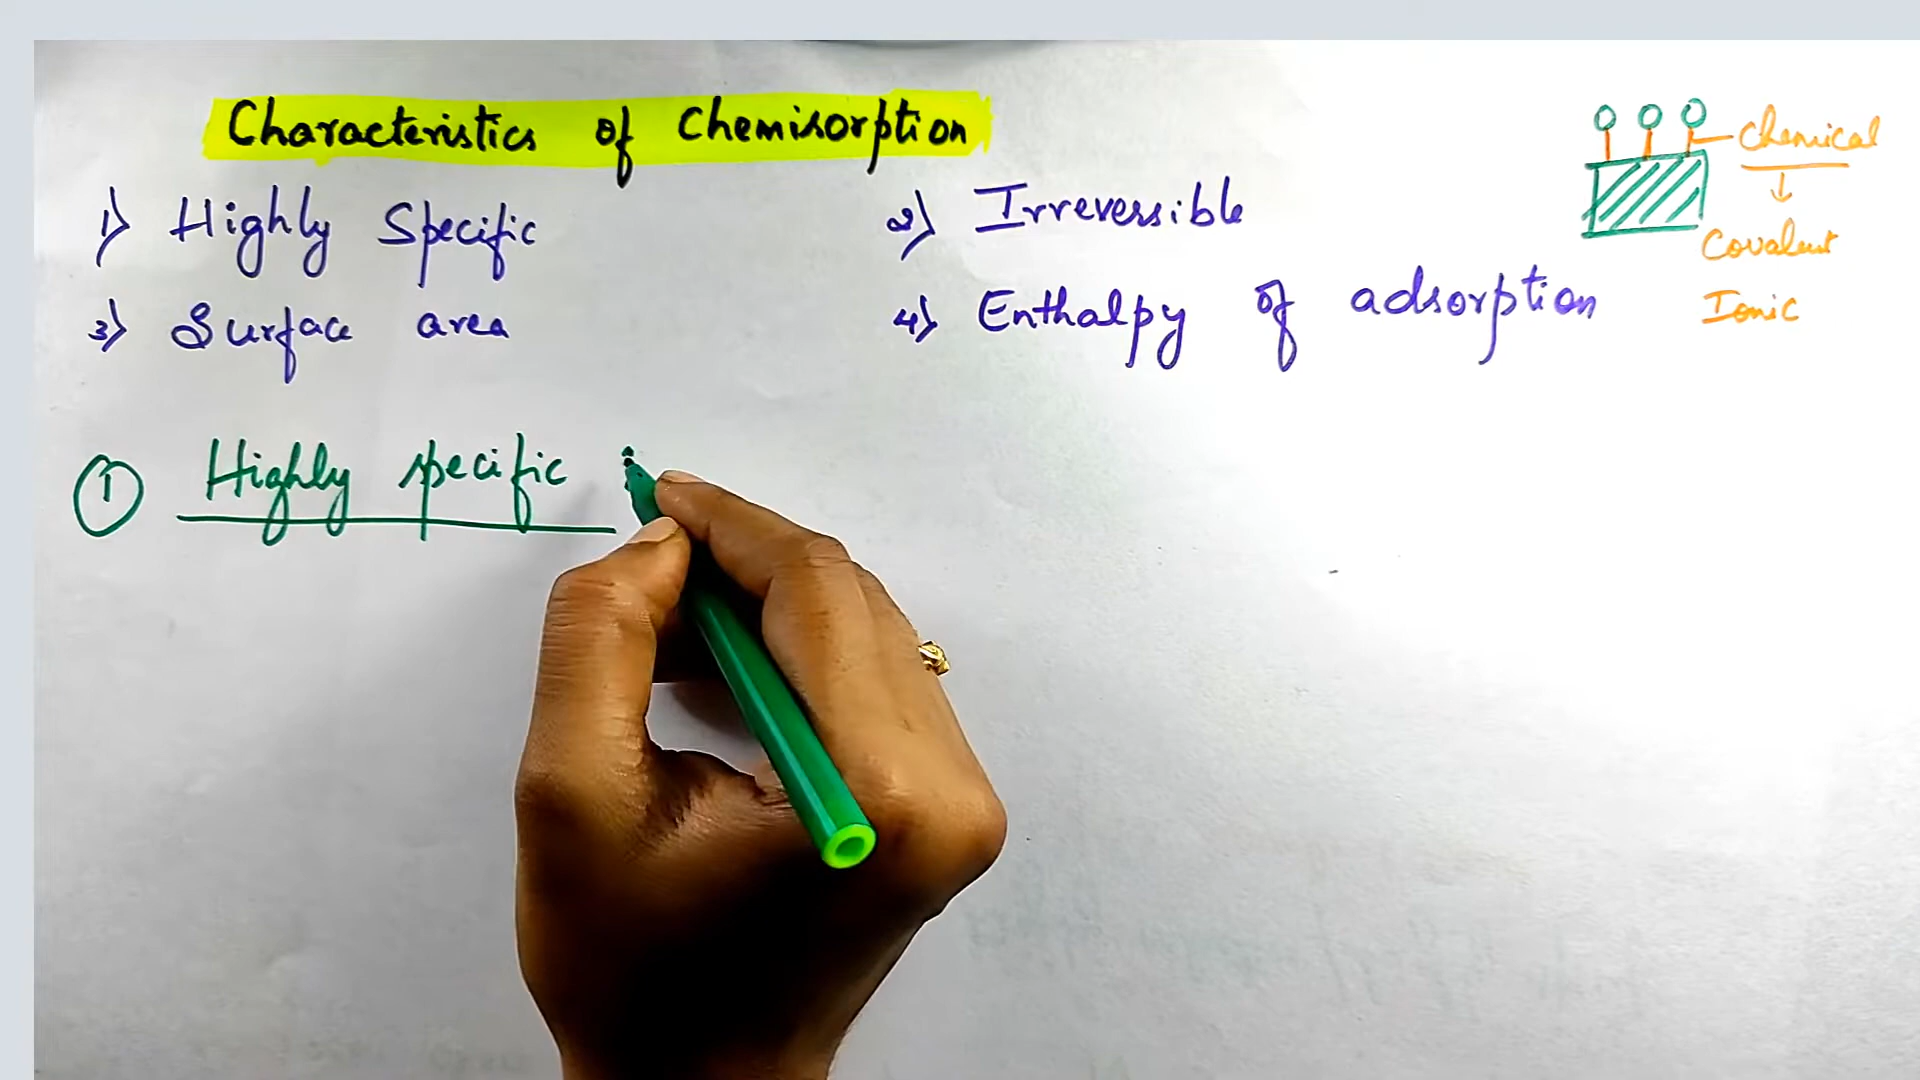 Characteristics of Chemisorption
1) Highly Specific
2) Irreversible
3) Surface area
4) Enthalpy of adsorption
Chemical
↓
Covalent
Ionic
① Highly specific :